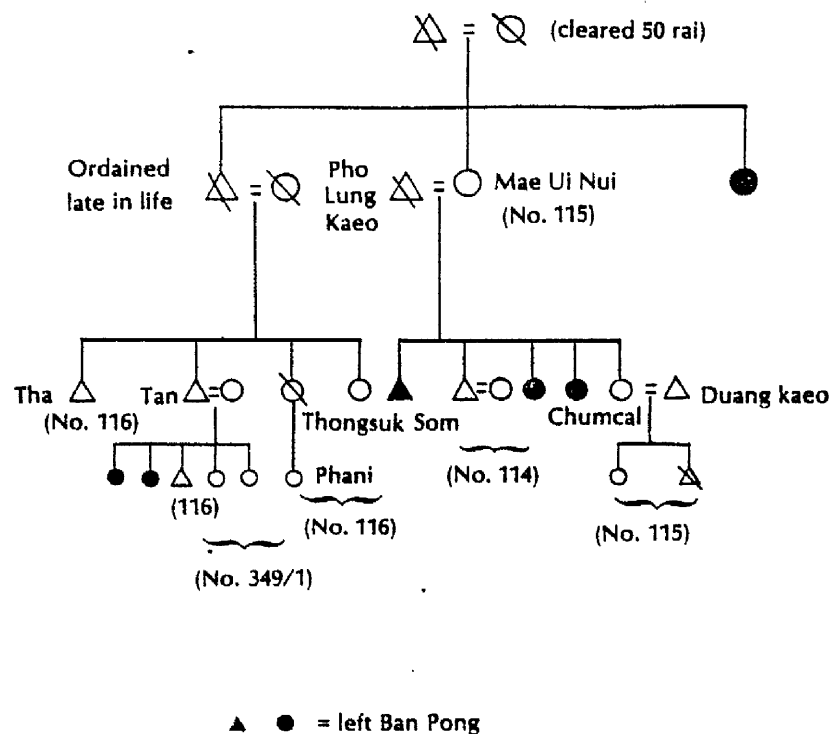 (cleared 50 rai)
Ordained
late in life
Pho
Lung
Kaeo
Mae Ui Nui
(No. 115)
Tha
(No. 116)
Tan
Thongsuk Som
Chumcal
Duang kaeo
(116)
Phani
(No. 116)
(No. 114)
(No. 115)
(No. 349/1)
= left Ban Pong